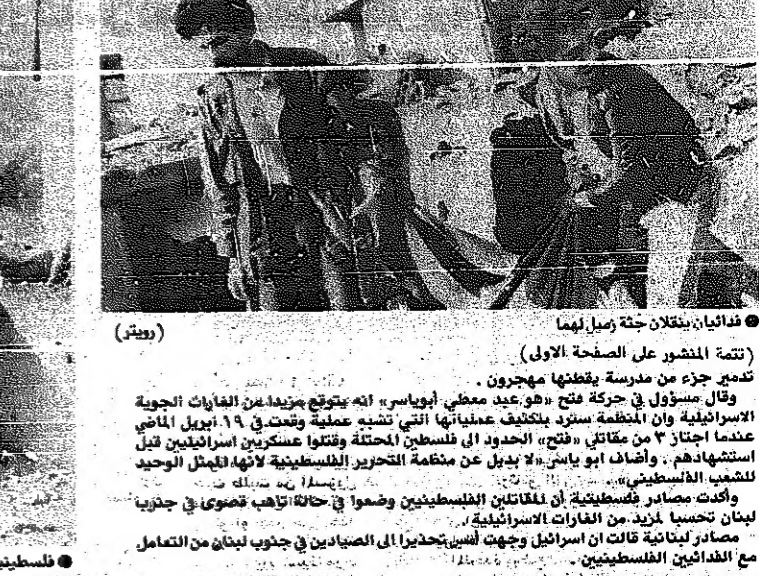 ● فدائيان ينقلان جثة زميل لهما
(رويتر)
(تتمة المنشور على الصفحة الاولى)
تدمير جزء من مدرسة يقطنها مهجرون .
وقال مسؤول في حركة فتح «هو عبد معطي أبوياسر» انه يتوقع مزيدا من الغارات الجوية
الاسرائيلية وان المنظمة سترد بتكثيف عملياتها التي تشبه عملية وقعت في ١٩ أبريل الماضي
عندما اجتاز ٣ من مقاتلي «فتح» الحدود الى فلسطين المحتلة وقتلوا عسكريين اسرائيليين قبل
استشهادهم . وأضاف ابو ياسر «لا بديل عن منظمة التحرير الفلسطينية لانها الممثل الوحيد
للشعب الفلسطيني» .
وأكدت مصادر فلسطينية أن المقاتلين الفلسطينيين وضعوا في حالة تاهب قصوى في جنوب
لبنان تحسبا لمزيد من الغارات الاسرائيلية .
مصادر لبنانية قالت ان اسرائيل وجهت أمس تحذيرا الى الصيادين في جنوب لبنان من التعامل
مع الفدائيين الفلسطينيين .